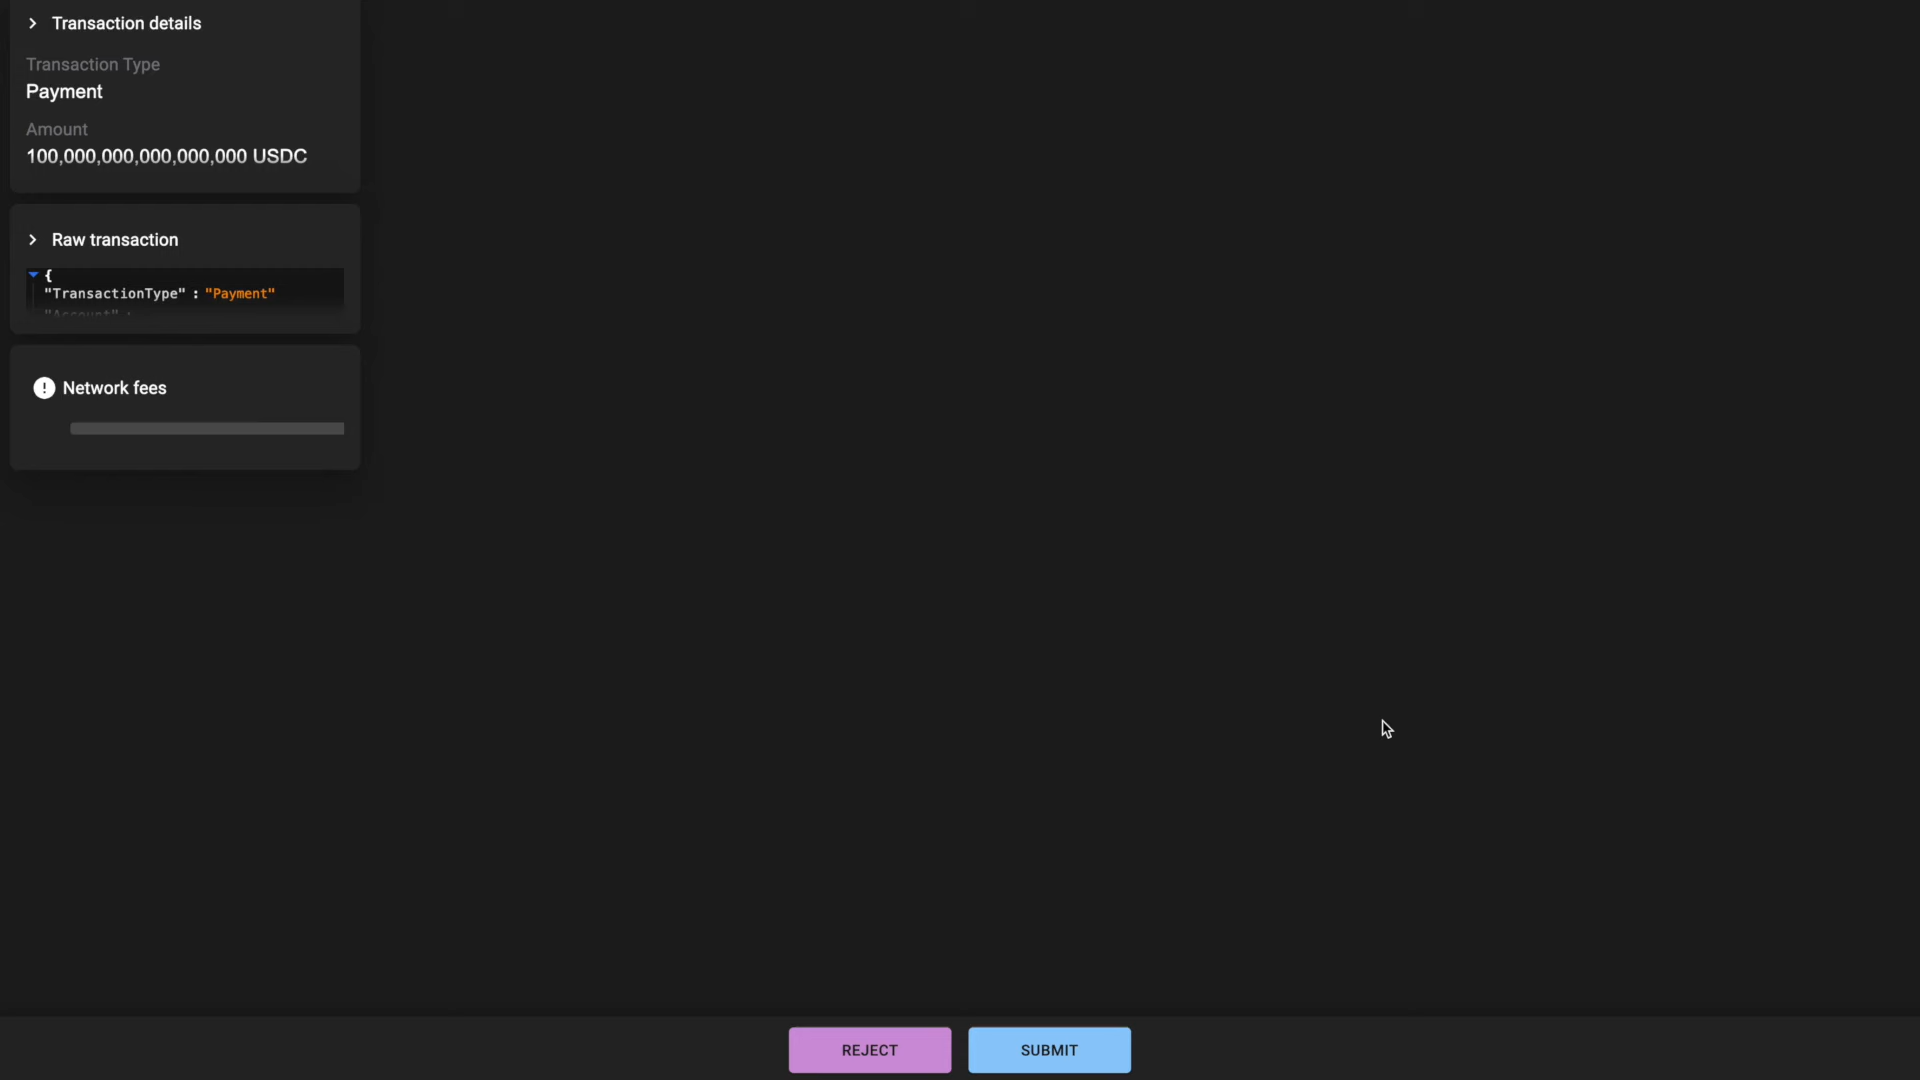 Transaction details
Transaction Type
Payment
Amount
100,000,000,000,000,000 USDC
Raw transaction
{
"TransactionType" : "Payment"
"Account" :
! Network fees
REJECT
SUBMIT